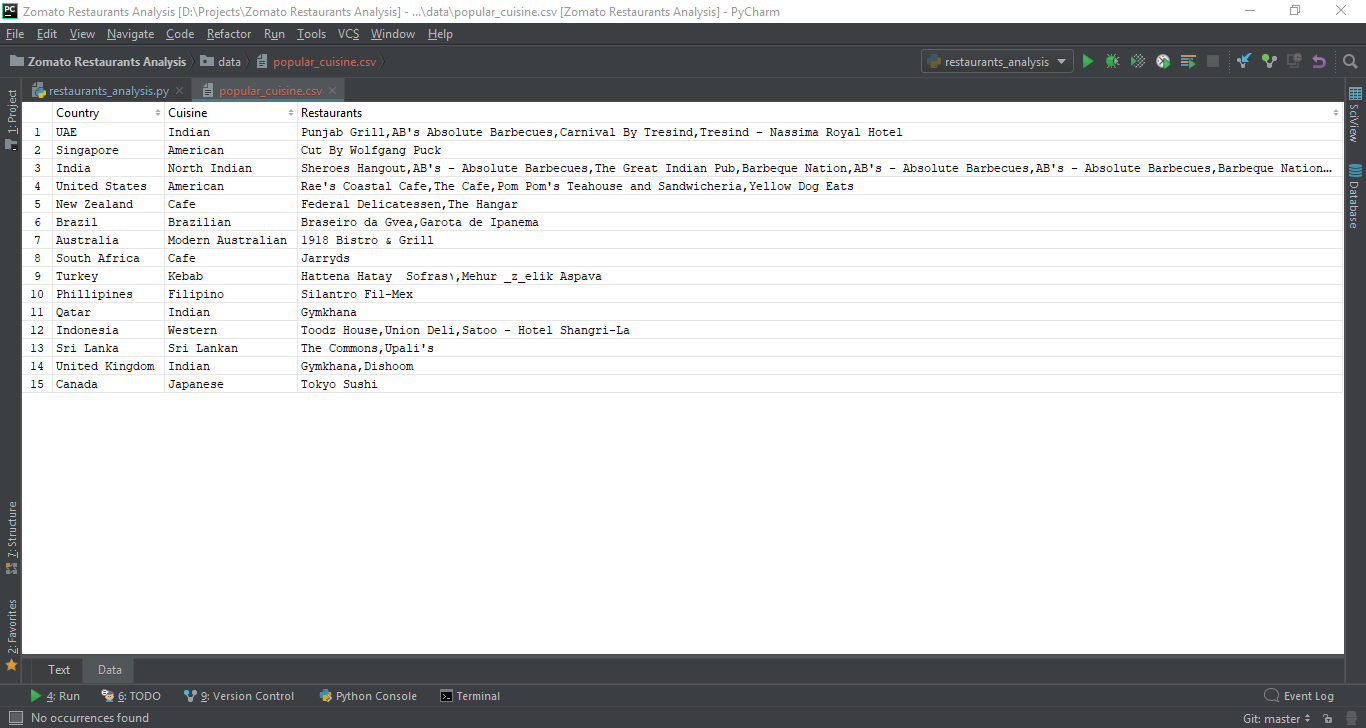 PC Zomato Restaurants Analysis [D:\Projects\Zomato Restaurants Analysis] - ...\data\popular_cuisine.csv [Zomato Restaurants Analysis] - PyCharm
File Edit View Navigate Code Refactor Run Tools VCS Window Help
Zomato Restaurants Analysis data popular_cuisine.csv restaurants_analysis
restaurants_analysis.py popular_cuisine.csv
1: Project
Country Cuisine Restaurants
1 UAE Indian Punjab Grill,AB's Absolute Barbecues,Carnival By Tresind,Tresind - Nassima Royal Hotel
2 Singapore American Cut By Wolfgang Puck
3 India North Indian Sheroes Hangout,AB's - Absolute Barbecues,The Great Indian Pub,Barbeque Nation,AB's - Absolute Barbecues,AB's - Absolute Barbecues,Barbeque Nation...
4 United States American Rae's Coastal Cafe,The Cafe,Pom Pom's Teahouse and Sandwicheria,Yellow Dog Eats
5 New Zealand Cafe Federal Delicatessen,The Hangar
6 Brazil Brazilian Braseiro da Gvea,Garota de Ipanema
7 Australia Modern Australian 1918 Bistro & Grill
8 South Africa Cafe Jarryds
9 Turkey Kebab Hattena Hatay  Sofras\,Mehur _z_elik Aspava
10 Phillipines Filipino Silantro Fil-Mex
11 Qatar Indian Gymkhana
12 Indonesia Western Toodz House,Union Deli,Satoo - Hotel Shangri-La
13 Sri Lanka Sri Lankan The Commons,Upali's
14 United Kingdom Indian Gymkhana,Dishoom
15 Canada Japanese Tokyo Sushi
SciView
Database
7: Structure
2: Favorites
Text Data
4: Run 6: TODO 9: Version Control Python Console Terminal Event Log
No occurrences found Git: master